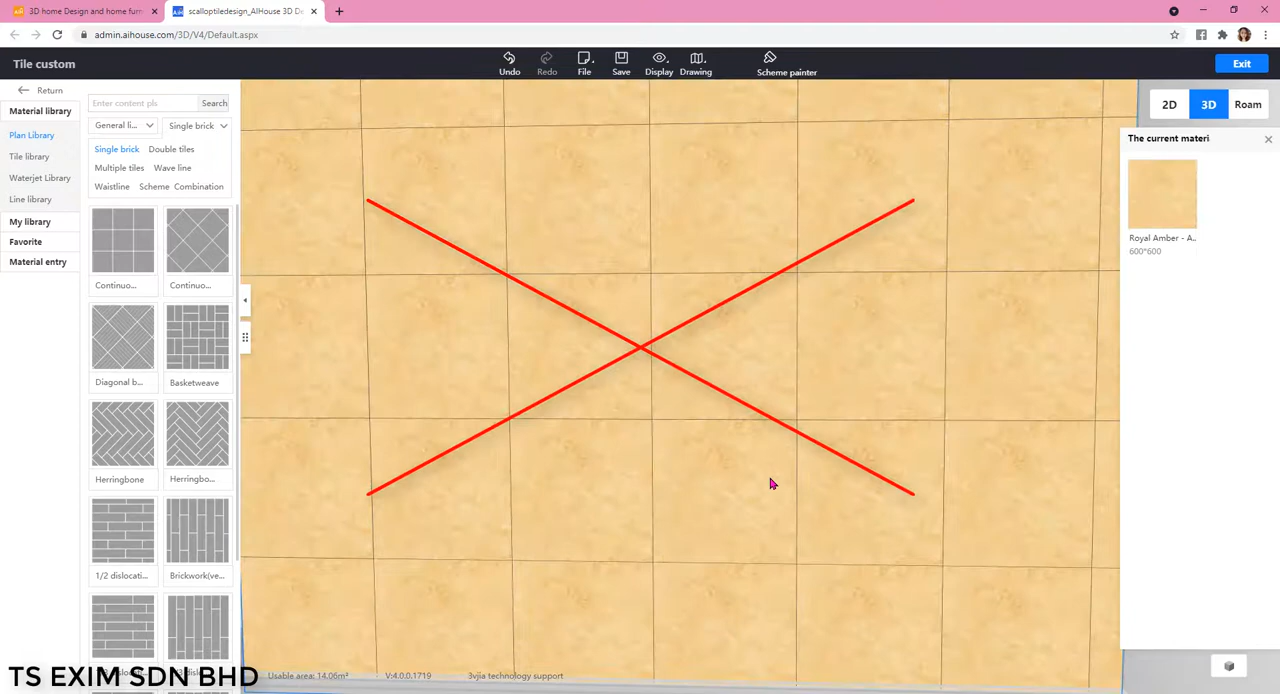 3D home Design and home furn
scalloptiledesign_AIHouse 3D De
admin.aihouse.com/3D/V4/Default.aspx
Tile custom
Undo
Redo
File
Save
Display
Drawing
Scheme painter
Exit
Return
Material library
Plan Library
Tile library
Waterjet Library
Line library
My library
Favorite
Material entry
Enter content pls.
Search
General li...
Single brick
Single brick
Double tiles
Multiple tiles
Wave line
Waistline
Scheme
Combination
Continuo...
Continuo...
Diagonal b...
Basketweave
Herringbone
Herringbo...
1/2 dislocati...
Brickwork(ve...
2D
3D
Roam
The current materi
Royal Amber - A..
600*600
TS EXIM SDN BHD
Usable area: 14.06m²
V:4.0.0.1719
3vjia technology support